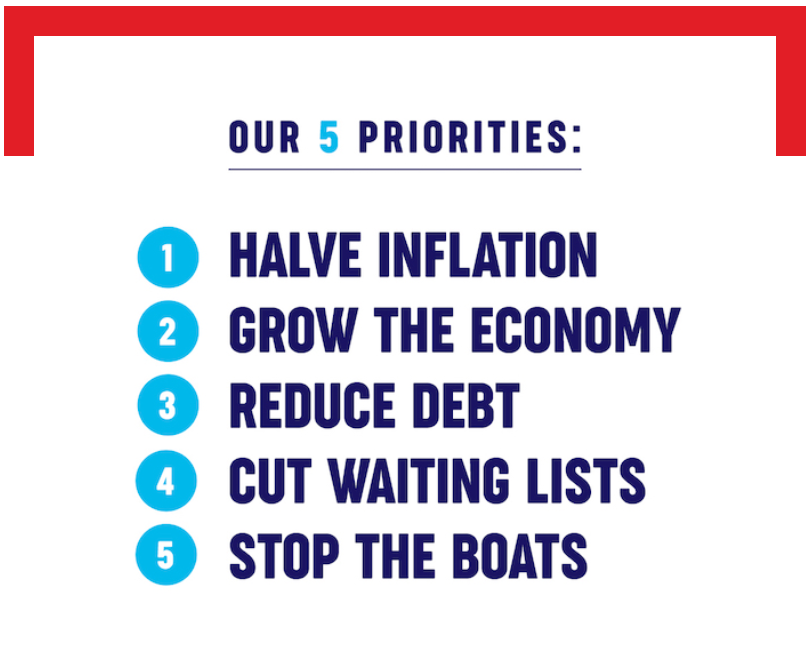 OUR 5 PRIORITIES:
1 HALVE INFLATION
2 GROW THE ECONOMY
3 REDUCE DEBT
4 CUT WAITING LISTS
5 STOP THE BOATS